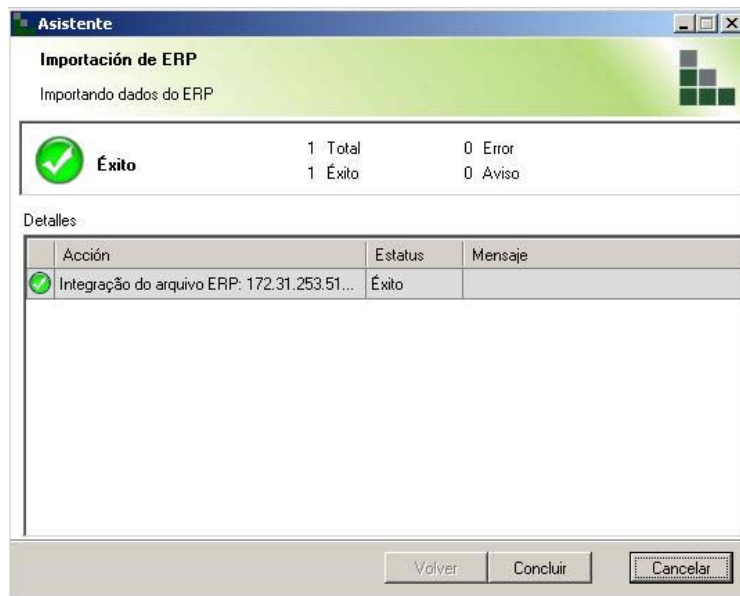 Asistente
Importación de ERP
Importando dados do ERP
Éxito
1 Total 0 Error
1 Éxito 0 Aviso
Detalles
Acción Estatus Mensaje
Integração do arquivo ERP: 172.31.253.51... Éxito
Volver Concluir Cancelar